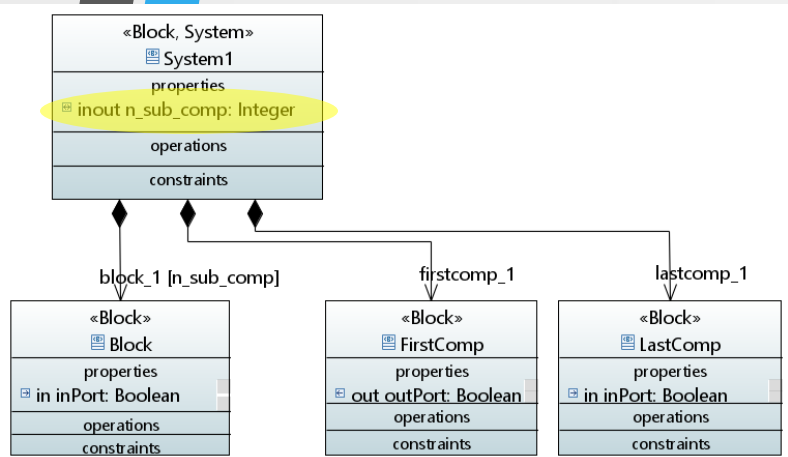 «Block, System»
System1
properties
inout n_sub_comp: Integer
operations
constraints
block_1 [n_sub_comp]
firstcomp_1
lastcomp_1
«Block»
Block
properties
in inPort: Boolean
operations
constraints
«Block»
FirstComp
properties
out outPort: Boolean
operations
constraints
«Block»
LastComp
properties
in inPort: Boolean
operations
constraints